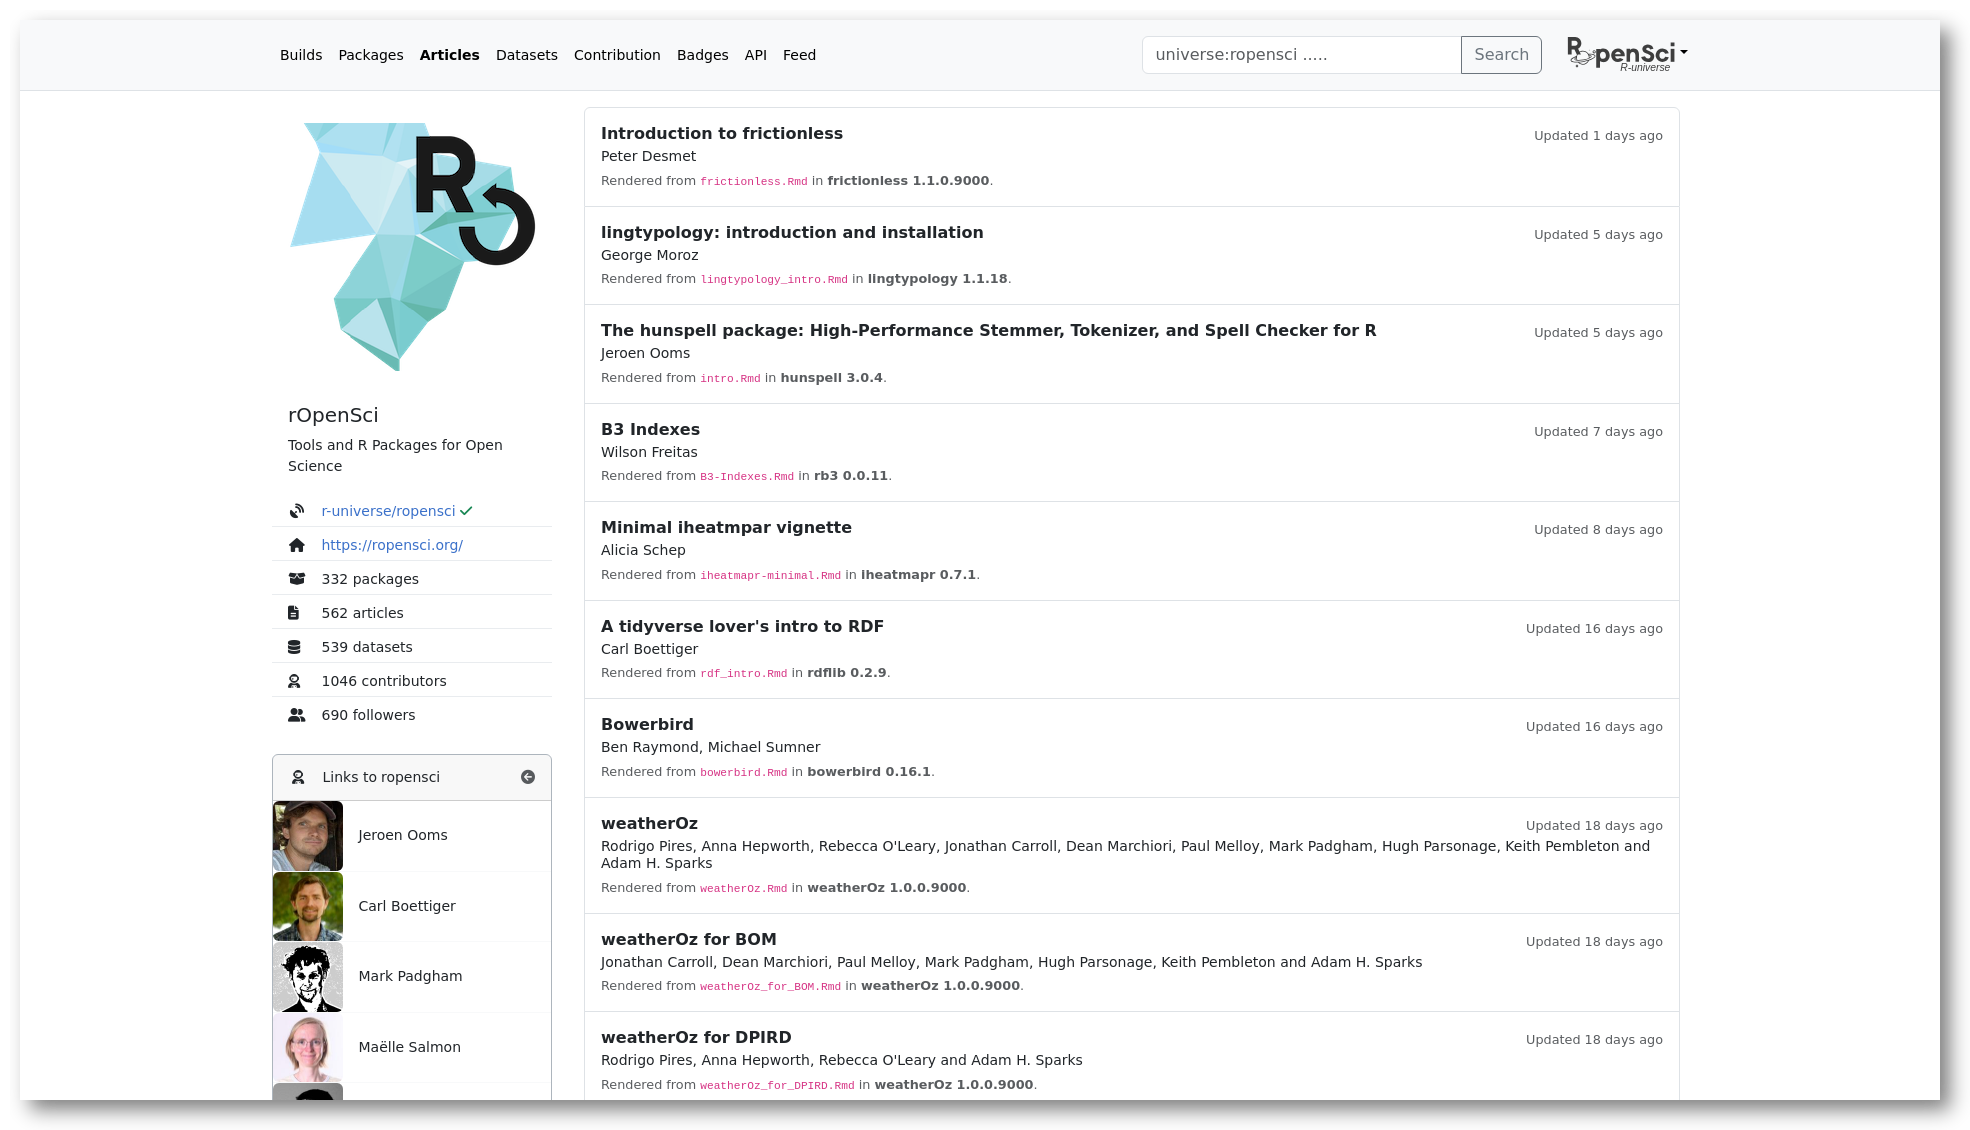 Builds Packages Articles Datasets Contribution Badges API Feed
universe:ropensci ..... Search
RopenSci
R-universe
R
rOpenSci
Tools and R Packages for Open
Science
r-universe/ropensci
https://ropensci.org/
332 packages
562 articles
539 datasets
1046 contributors
690 followers
Links to ropensci
Jeroen Ooms
Carl Boettiger
Mark Padgham
Maëlle Salmon
Introduction to frictionless Updated 1 days ago
Peter Desmet
Rendered from frictionless.Rmd in frictionless 1.1.0.9000.
lingtypology: introduction and installation Updated 5 days ago
George Moroz
Rendered from lingtypology_intro.Rmd in lingtypology 1.1.18.
The hunspell package: High-Performance Stemmer, Tokenizer, and Spell Checker for R Updated 5 days ago
Jeroen Ooms
Rendered from intro.Rmd in hunspell 3.0.4.
B3 Indexes Updated 7 days ago
Wilson Freitas
Rendered from B3-Indexes.Rmd in rb3 0.0.11.
Minimal iheatmpar vignette Updated 8 days ago
Alicia Schep
Rendered from iheatmapr-minimal.Rmd in iheatmapr 0.7.1.
A tidyverse lover's intro to RDF Updated 16 days ago
Carl Boettiger
Rendered from rdf_intro.Rmd in rdflib 0.2.9.
Bowerbird Updated 16 days ago
Ben Raymond, Michael Sumner
Rendered from bowerbird.Rmd in bowerbird 0.16.1.
weatherOz Updated 18 days ago
Rodrigo Pires, Anna Hepworth, Rebecca O'Leary, Jonathan Carroll, Dean Marchiori, Paul Melloy, Mark Padgham, Hugh Parsonage, Keith Pembleton and
Adam H. Sparks
Rendered from weatherOz.Rmd in weatherOz 1.0.0.9000.
weatherOz for BOM Updated 18 days ago
Jonathan Carroll, Dean Marchiori, Paul Melloy, Mark Padgham, Hugh Parsonage, Keith Pembleton and Adam H. Sparks
Rendered from weatherOz_for_BOM.Rmd in weatherOz 1.0.0.9000.
weatherOz for DPIRD Updated 18 days ago
Rodrigo Pires, Anna Hepworth, Rebecca O'Leary and Adam H. Sparks
Rendered from weatherOz_for_DPIRD.Rmd in weatherOz 1.0.0.9000.